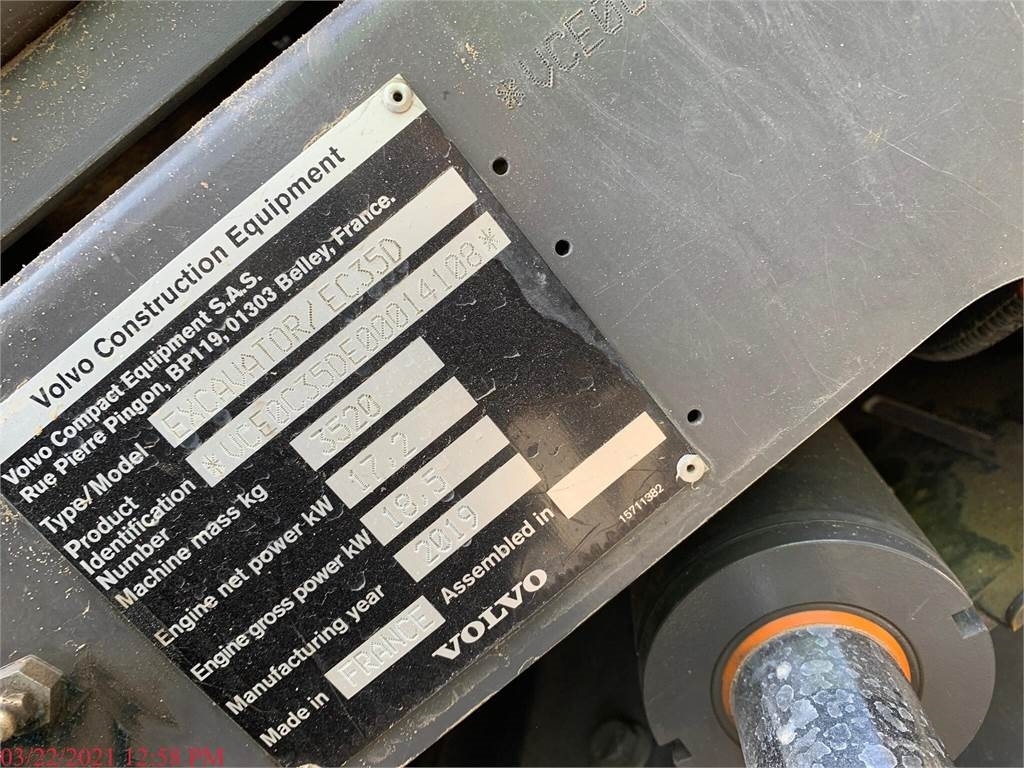 *VCE0C
Volvo Construction Equipment
Volvo Compact Equipment S.A.S.
Rue Pierre Pingon, BP119, 01303 Belley, France.
Type/Model EXCAVATOR/EC35D
Product
Identification
Number *VCE0C35DE00014108*
Machine mass kg 3520
Engine net power kW 17,2
Engine gross power kW 18,5
Manufacturing year 2019
Made in FRANCE Assembled in
VOLVO
15711382
03/22/2021 12:58 PM